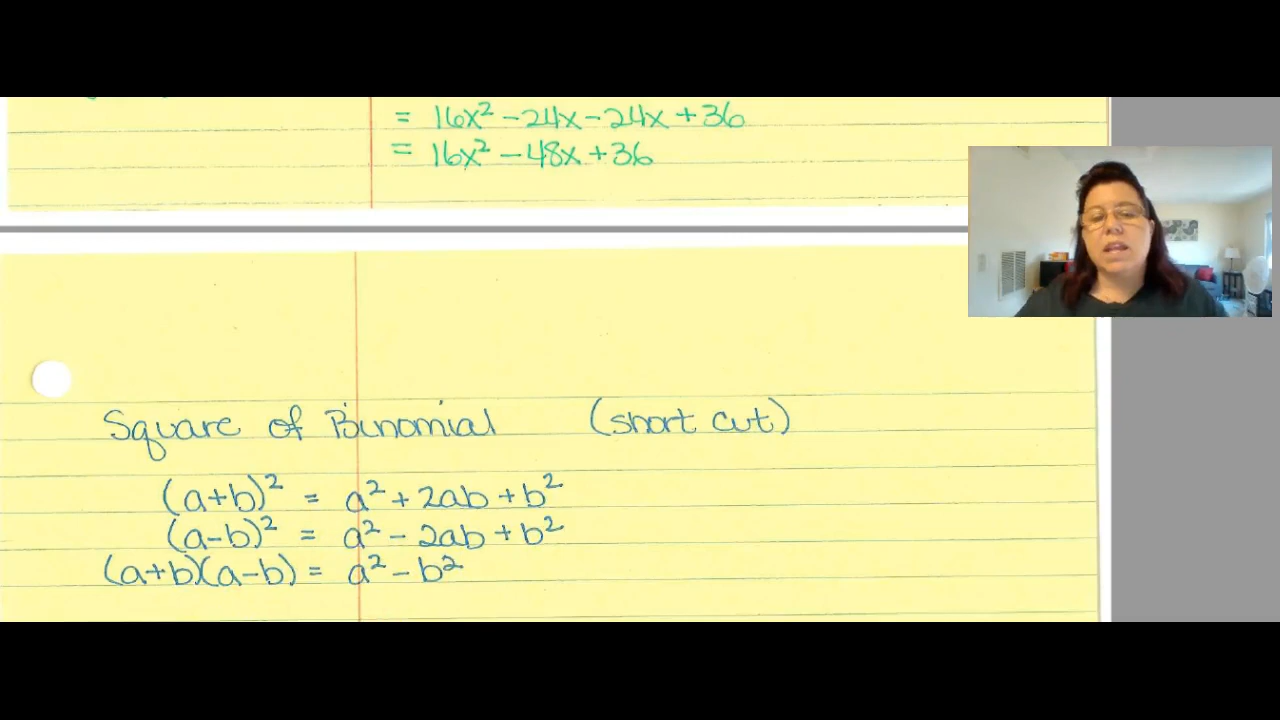 = 16x² - 24x - 24x + 36
= 16x² - 48x + 36
Square of Binomial (short cut)
(a+b)² = a² + 2ab + b²
(a-b)² = a² - 2ab + b²
(a+b)(a-b) = a² - b²